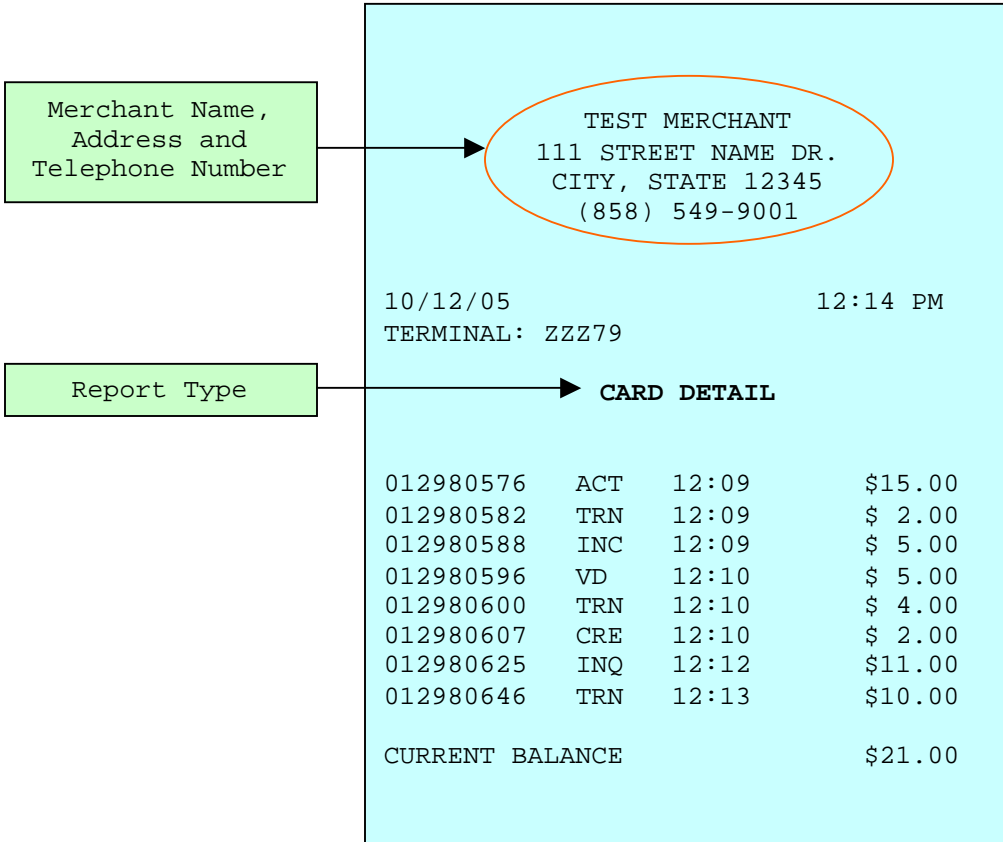 Merchant Name,
Address and
Telephone Number
TEST MERCHANT
111 STREET NAME DR.
CITY, STATE 12345
(858) 549-9001
10/12/05 12:14 PM
TERMINAL: ZZZ79
Report Type
CARD DETAIL
012980576 ACT 12:09 $15.00
012980582 TRN 12:09 $ 2.00
012980588 INC 12:09 $ 5.00
012980596 VD 12:10 $ 5.00
012980600 TRN 12:10 $ 4.00
012980607 CRE 12:10 $ 2.00
012980625 INQ 12:12 $11.00
012980646 TRN 12:13 $10.00
CURRENT BALANCE $21.00